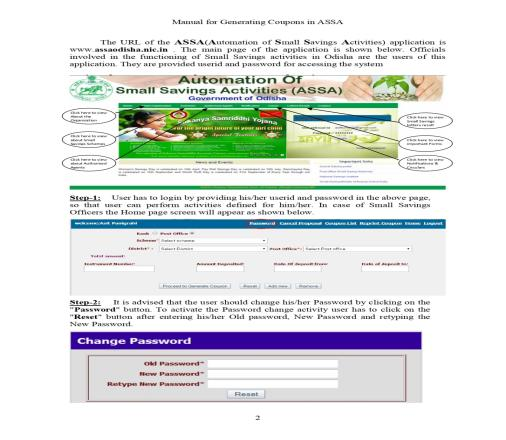 Manual for Generating Coupons in ASSA
The URL of the ASSA(Automation of Small Savings Activities) application is
www.assaodisha.nic.in . The main page of the application is shown below. Officials
involved in the functioning of Small Savings activities in Odisha are the users of this
application. They are provided userid and password for accessing the system
Automation Of
Small Savings Activities (ASSA)
Government of Odisha
Click here to view
About the
Organisation
Click here to view
about Small
Savings Schemes
Click here to view
about Authorised
Agents
Sukanya Samriddhi Yojana
For the bright future of your girl child
Click here to view
Small Savings
lottery result
Click here to view
Important Forms
Click here to view
Notifications &
Circulars
News and Events
Important links
Step-1: User has to login by providing his/her userid and password in the above page,
so that user can perform activities defined for him/her. In case of Small Savings
Officers the Home page screen will appear as shown below.
welcome:Asit Panigrahi Password Cancel Proposal Coupon List Reprint Coupon Home Logout
Bank Post Office
Scheme* Select scheme
District* : Select District Post Office*: Select Post office
Total amount:
Instrument Number: Amount Deposited: Date Of deposit from: Date of deposit to:
Proceed to Generate Coupon Reset Add new Remove
Step-2: It is advised that the user should change his/her Password by clicking on the
"Password" button. To activate the Password change activity user has to click on the
"Reset" button after entering his/her Old password, New Password and retyping the
New Password.
Change Password
Old Password*
New Password*
Retype New Password*
Reset
2